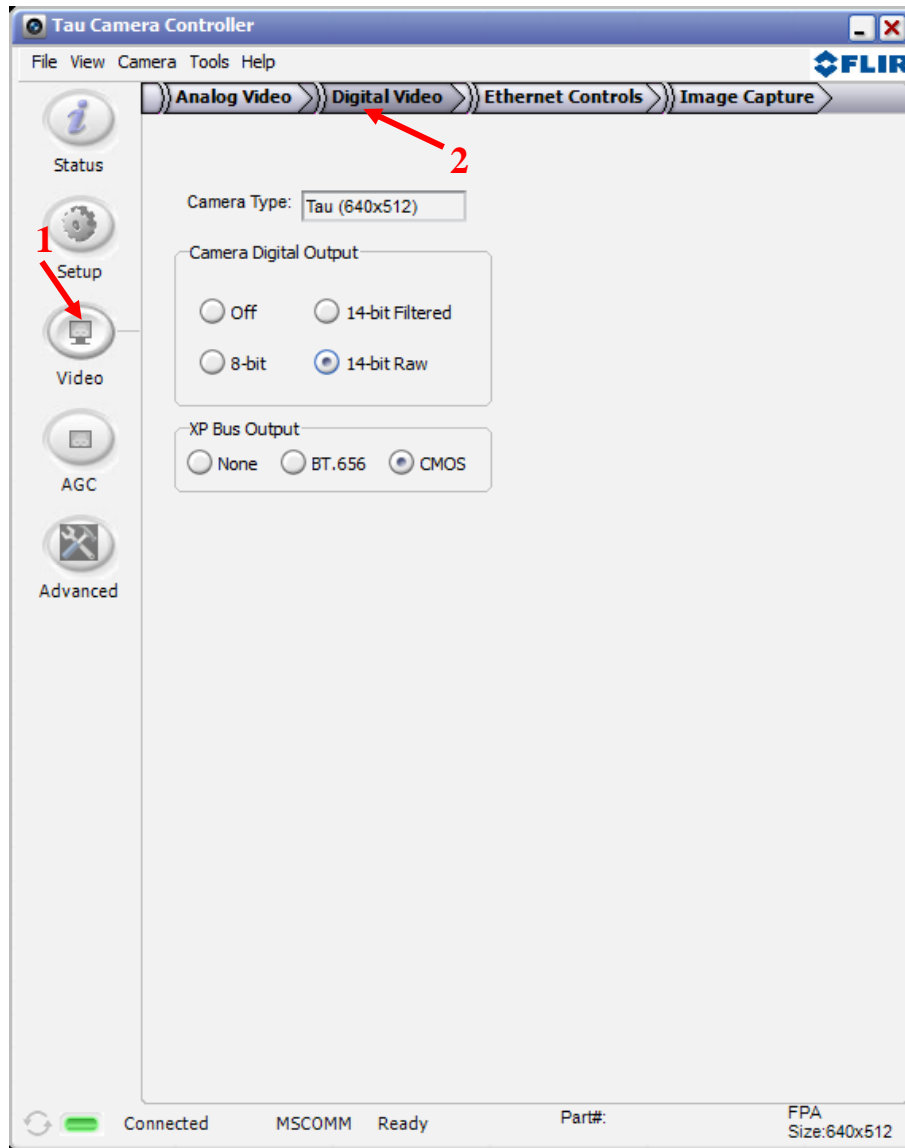 Tau Camera Controller
File View Camera Tools Help
FLIR
Analog Video Digital Video Ethernet Controls Image Capture
2
Status
Camera Type: Tau (640x512)
1
Setup
Camera Digital Output
Off 14-bit Filtered
8-bit 14-bit Raw
Video
XP Bus Output
None BT.656 CMOS
AGC
Advanced
Connected MSCOMM Ready Part#: FPA
Size:640x512